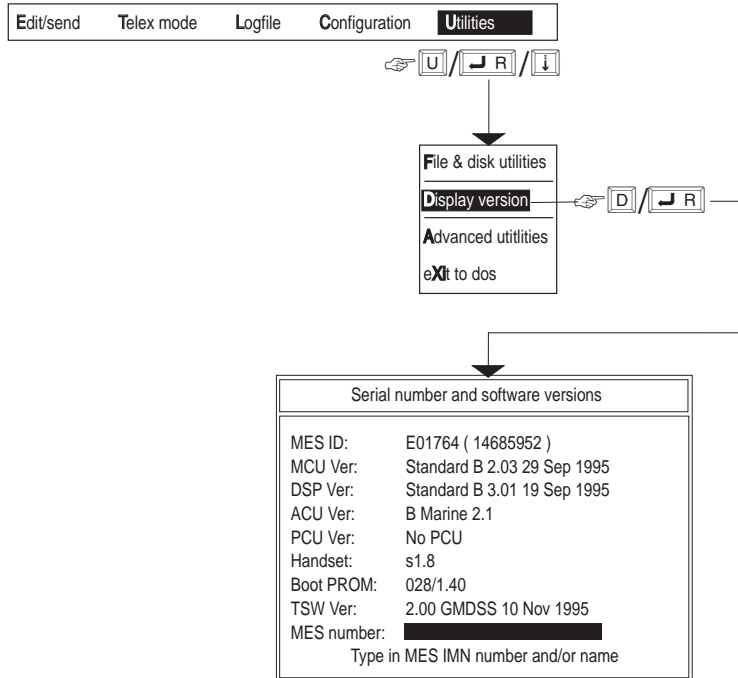 Edit/send Telex mode Logfile Configuration Utilities
U / R / 
File & disk utilities
Display version D / R
Advanced utitlities
eXIt to dos
Serial number and software versions
MES ID: E01764 ( 14685952 )
MCU Ver: Standard B 2.03 29 Sep 1995
DSP Ver: Standard B 3.01 19 Sep 1995
ACU Ver: B Marine 2.1
PCU Ver: No PCU
Handset: s1.8
Boot PROM: 028/1.40
TSW Ver: 2.00 GMDSS 10 Nov 1995
MES number:
Type in MES IMN number and/or name